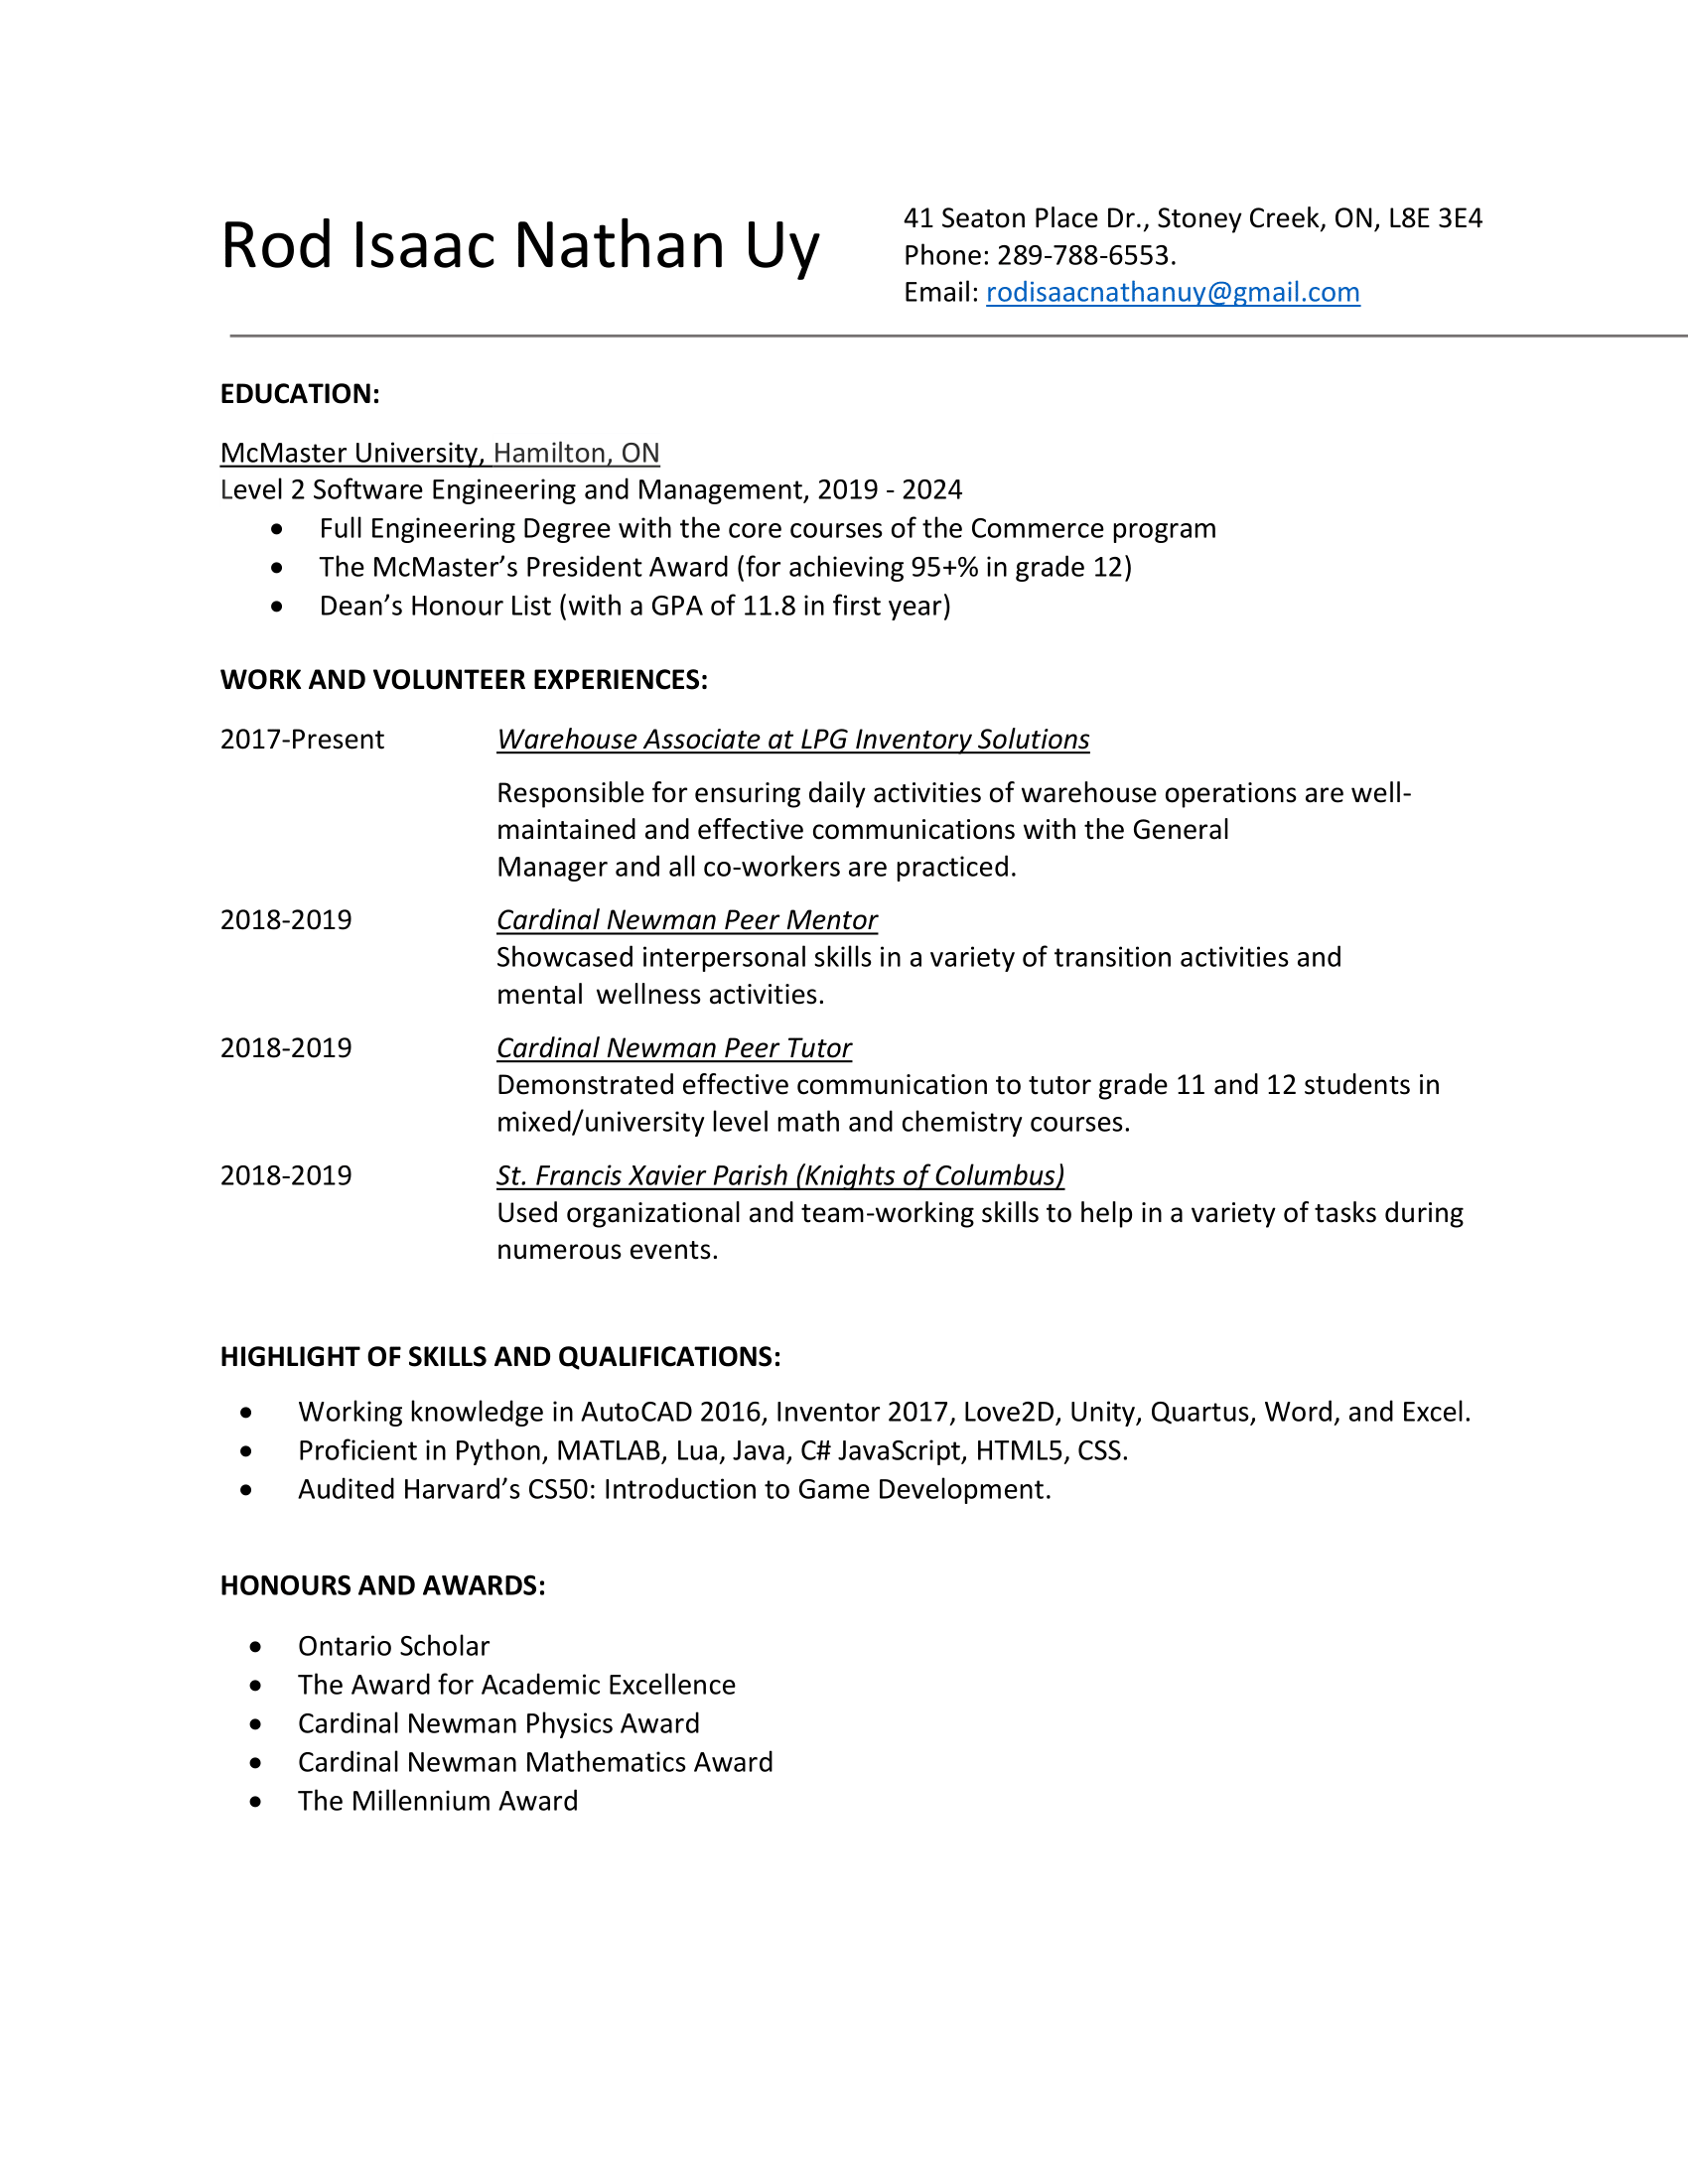 Rod Isaac Nathan Uy
41 Seaton Place Dr., Stoney Creek, ON, L8E 3E4
Phone: 289-788-6553.
Email: rodisaacnathanuy@gmail.com
EDUCATION:
McMaster University, Hamilton, ON
Level 2 Software Engineering and Management, 2019 - 2024
• Full Engineering Degree with the core courses of the Commerce program
• The McMaster’s President Award (for achieving 95+% in grade 12)
• Dean’s Honour List (with a GPA of 11.8 in first year)
WORK AND VOLUNTEER EXPERIENCES:
2017-Present Warehouse Associate at LPG Inventory Solutions
Responsible for ensuring daily activities of warehouse operations are well-
maintained and effective communications with the General
Manager and all co-workers are practiced.
2018-2019 Cardinal Newman Peer Mentor
Showcased interpersonal skills in a variety of transition activities and
mental wellness activities.
2018-2019 Cardinal Newman Peer Tutor
Demonstrated effective communication to tutor grade 11 and 12 students in
mixed/university level math and chemistry courses.
2018-2019 St. Francis Xavier Parish (Knights of Columbus)
Used organizational and team-working skills to help in a variety of tasks during
numerous events.
HIGHLIGHT OF SKILLS AND QUALIFICATIONS:
• Working knowledge in AutoCAD 2016, Inventor 2017, Love2D, Unity, Quartus, Word, and Excel.
• Proficient in Python, MATLAB, Lua, Java, C# JavaScript, HTML5, CSS.
• Audited Harvard’s CS50: Introduction to Game Development.
HONOURS AND AWARDS:
• Ontario Scholar
• The Award for Academic Excellence
• Cardinal Newman Physics Award
• Cardinal Newman Mathematics Award
• The Millennium Award